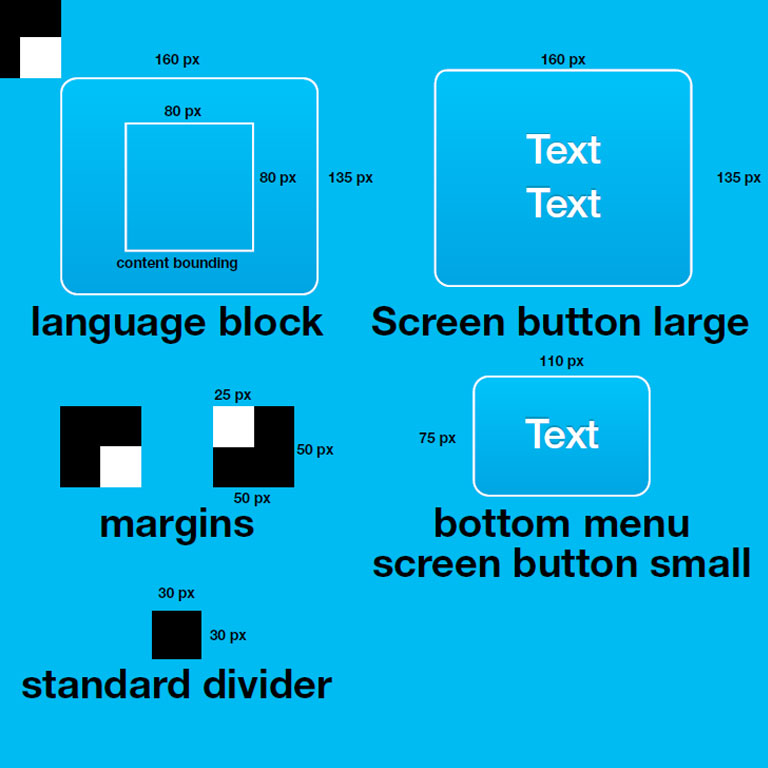 160 px
80 px
80 px
135 px
content bounding
language block
160 px
Text
Text
135 px
Screen button large
25 px
50 px
50 px
margins
110 px
75 px
Text
bottom menu
screen button small
30 px
30 px
standard divider